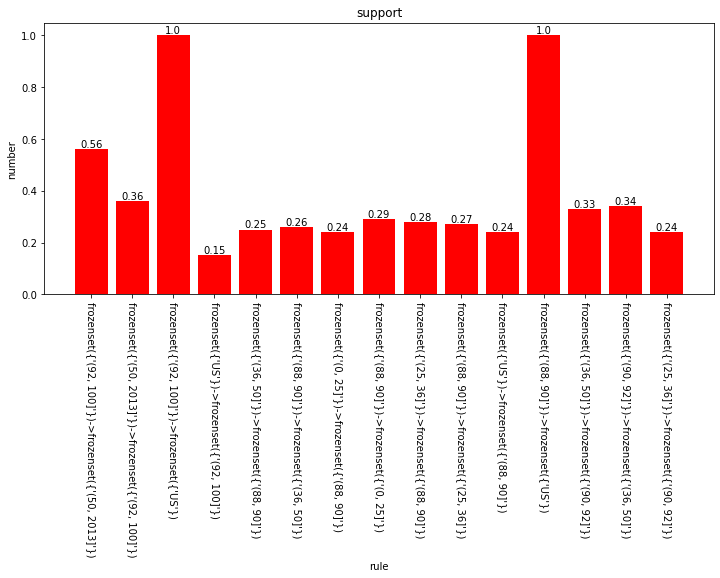 support
number
1.0
0.8
0.6
0.4
0.2
0.0
0.56
0.36
1.0
0.15
0.25
0.26
0.24
0.29
0.28
0.27
0.24
1.0
0.33
0.34
0.24
frozenset({'(92, 100]'})->frozenset({'(50, 2013]'})
frozenset({'(50, 2013]'})->frozenset({'(92, 100]'})
frozenset({'(92, 100]'})->frozenset({'US'})
frozenset({'US'})->frozenset({'(92, 100]'})
frozenset({'(36, 50]'})->frozenset({'(88, 90]'})
frozenset({'(88, 90]'})->frozenset({'(36, 50]'})
frozenset({'(0, 25]'})->frozenset({'(88, 90]'})
frozenset({'(88, 90]'})->frozenset({'(0, 25]'})
frozenset({'(25, 36]'})->frozenset({'(88, 90]'})
frozenset({'(88, 90]'})->frozenset({'(25, 36]'})
frozenset({'US'})->frozenset({'(88, 90]'})
frozenset({'(88, 90]'})->frozenset({'US'})
frozenset({'(36, 50]'})->frozenset({'(90, 92]'})
frozenset({'(90, 92]'})->frozenset({'(36, 50]'})
frozenset({'(25, 36]'})->frozenset({'(90, 92]'})
rule